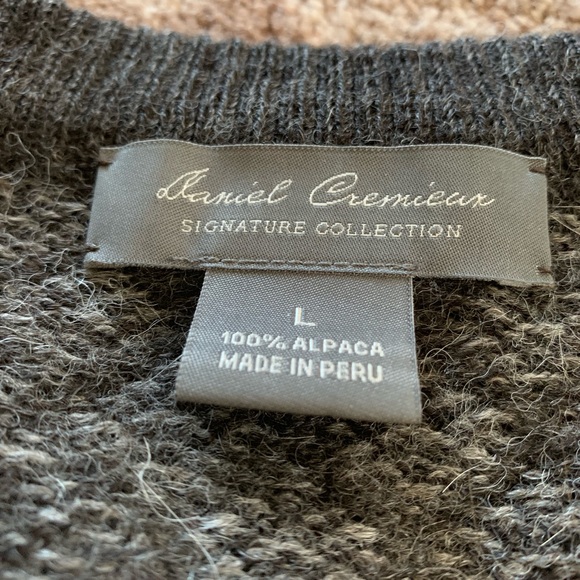 Daniel Cremieux
SIGNATURE COLLECTION
L
100% ALPACA
MADE IN PERU